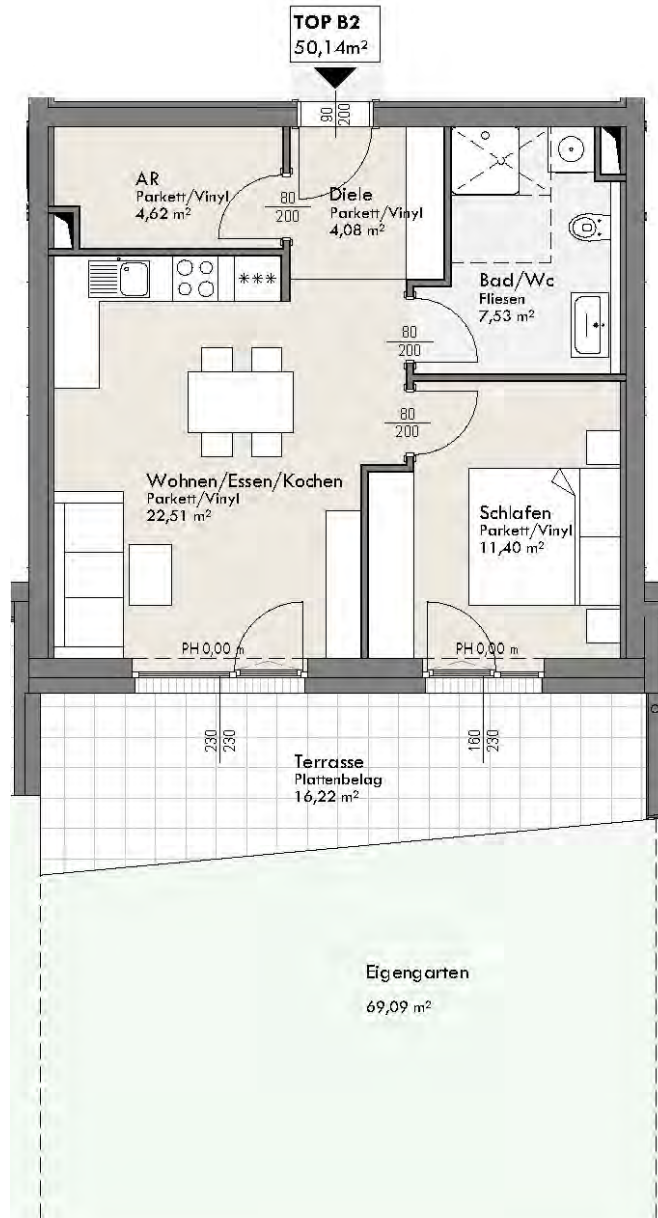 TOP B2
50,14m²
90
200
AR
Parkett/Vinyl
4,62 m²
80
200
Diele
Parkett/Vinyl
4,08 m²
Bad/Wc
Fliesen
7,53 m²
***
80
200
80
200
Wohnen/Essen/Kochen
Parkett/Vinyl
22,51 m²
Schlafen
Parkett/Vinyl
11,40 m²
PH 0,00 m
PH 0,00 m
230
230
160
230
Terrasse
Plattenbelag
16,22 m²
Eigengarten
69,09 m²